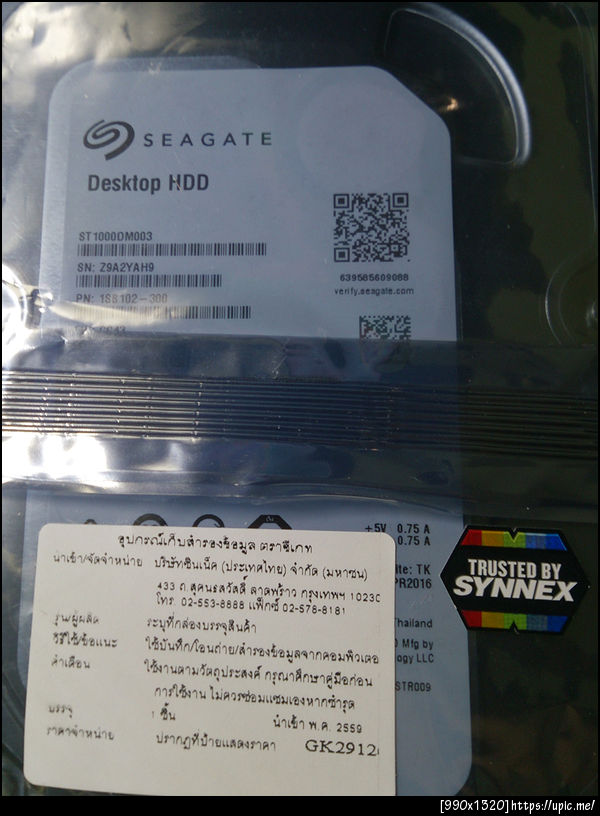 SEAGATE
Desktop HDD
ST1000DM003
SN: Z9A2YAH9
PN: 1SB102-300
639585609088
verify.seagate.com
+5V 0.75 A
0.75 A
Site: TK
PR2016
Thailand
Mfg by
ogy LLC
STR009
TRUSTED BY
SYNNEX
อุปกรณ์เก็บสำรองข้อมูล ตราซีเกท
นำเข้า/จัดจำหน่าย บริษัทซินเน็ค (ประเทศไทย) จำกัด (มหาชน)
433 ถ.สุคนธสวัสดิ์ ลาดพร้าว กรุงเทพฯ 10230
โทร. 02-553-8888 แฟ็กซ์ 02-578-8181
รุ่น/ผู้ผลิต ระบุที่กล่องบรรจุสินค้า
วิธีใช้/ข้อแนะ ใช้บันทึก/โอนถ่าย/สำรองข้อมูลจากคอมพิวเตอ
คำเตือน ใช้งานตามวัตถุประสงค์ กรุณาศึกษาคู่มือก่อน
การใช้งาน ไม่ควรซ่อมแซมเองหากชำรุด
บรรจุ 1 ชิ้น นำเข้า พ.ค. 2559
ราคาจำหน่าย ปรากฏที่ป้ายแสดงราคา GK2912
[990x1320]https://upic.me/